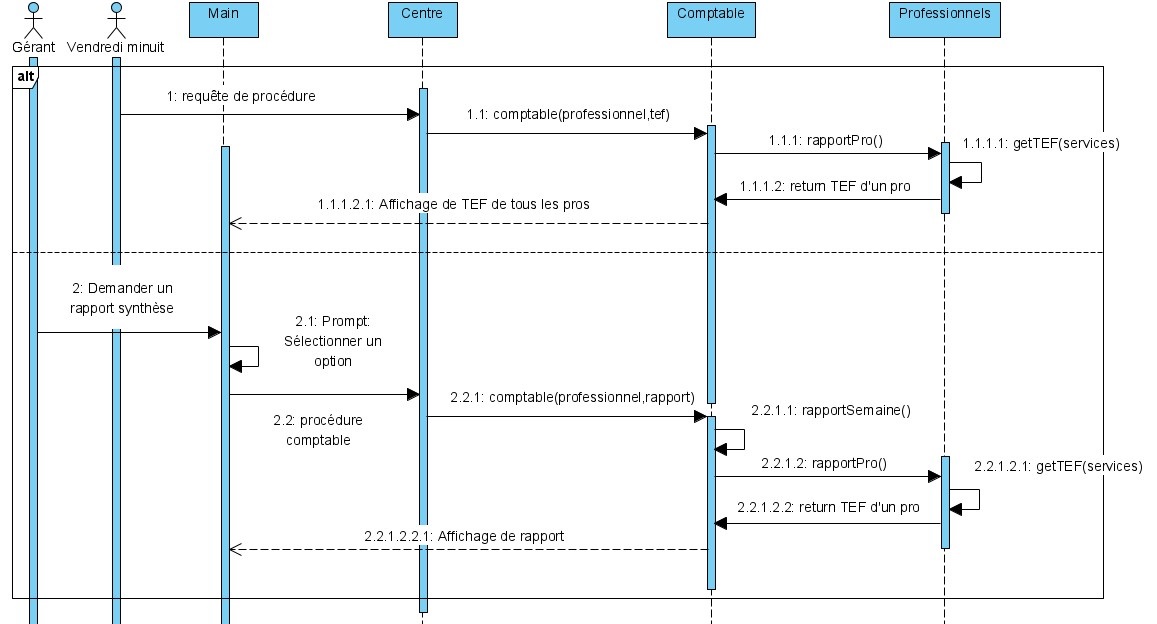 Main
Centre
Comptable
Professionnels
Gérant
Vendredi minuit
alt
1: requête de procédure
1.1: comptable(professionnel,tef)
1.1.1: rapportPro()
1.1.1.1: getTEF(services)
1.1.1.2: return TEF d'un pro
1.1.1.2.1: Affichage de TEF de tous les pros
2: Demander un
rapport synthèse
2.1: Prompt:
Sélectionner un
option
2.2: procédure
comptable
2.2.1: comptable(professionnel,rapport)
2.2.1.1: rapportSemaine()
2.2.1.2: rapportPro()
2.2.1.2.1: getTEF(services)
2.2.1.2.2: return TEF d'un pro
2.2.1.2.2.1: Affichage de rapport